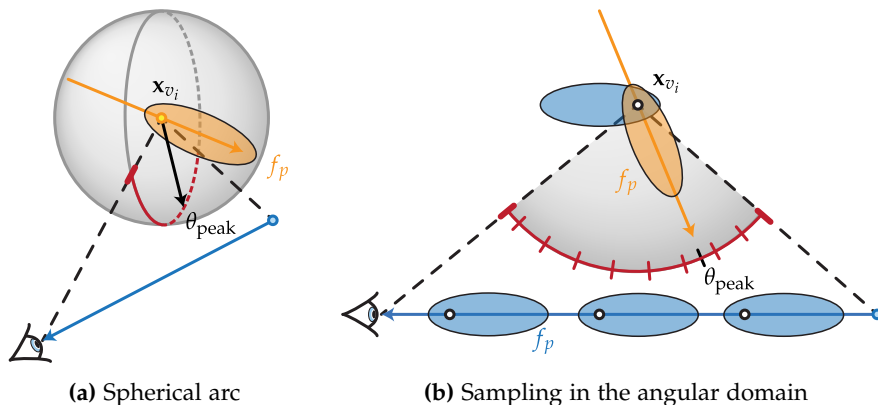 x_{v_i}
f_p
θ_peak
(a) Spherical arc
x_{v_i}
f_p
θ_peak
f_p
(b) Sampling in the angular domain